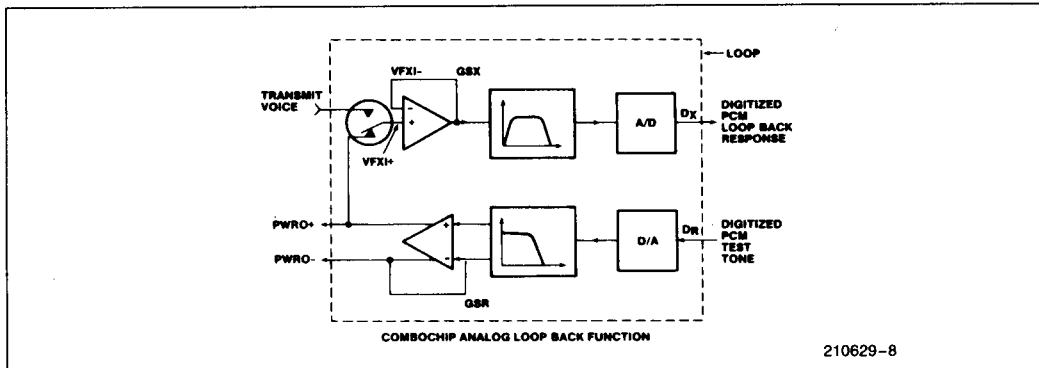 LOOP
VFXI-
GSX
TRANSMIT
VOICE
-
+
A/D
DX
DIGITIZED
PCM
LOOP BACK
RESPONSE
VFXI+
PWRO+
+
PWRO-
-
D/A
DR
DIGITIZED
PCM
TEST
TONE
GSR
COMBOCHIP ANALOG LOOP BACK FUNCTION
210629-8